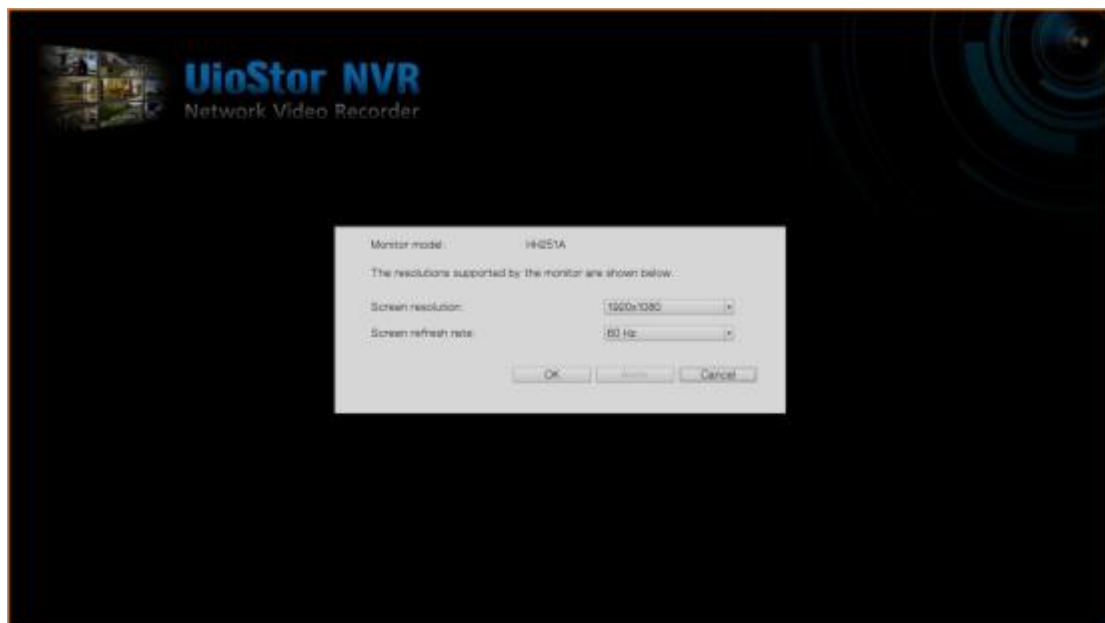 VioStor NVR
Network Video Recorder
Monitor model: HH251A
The resolutions supported by the monitor are shown below.
Screen resolution: 1920x1080
Screen refresh rate: 60 Hz
OK Cancel